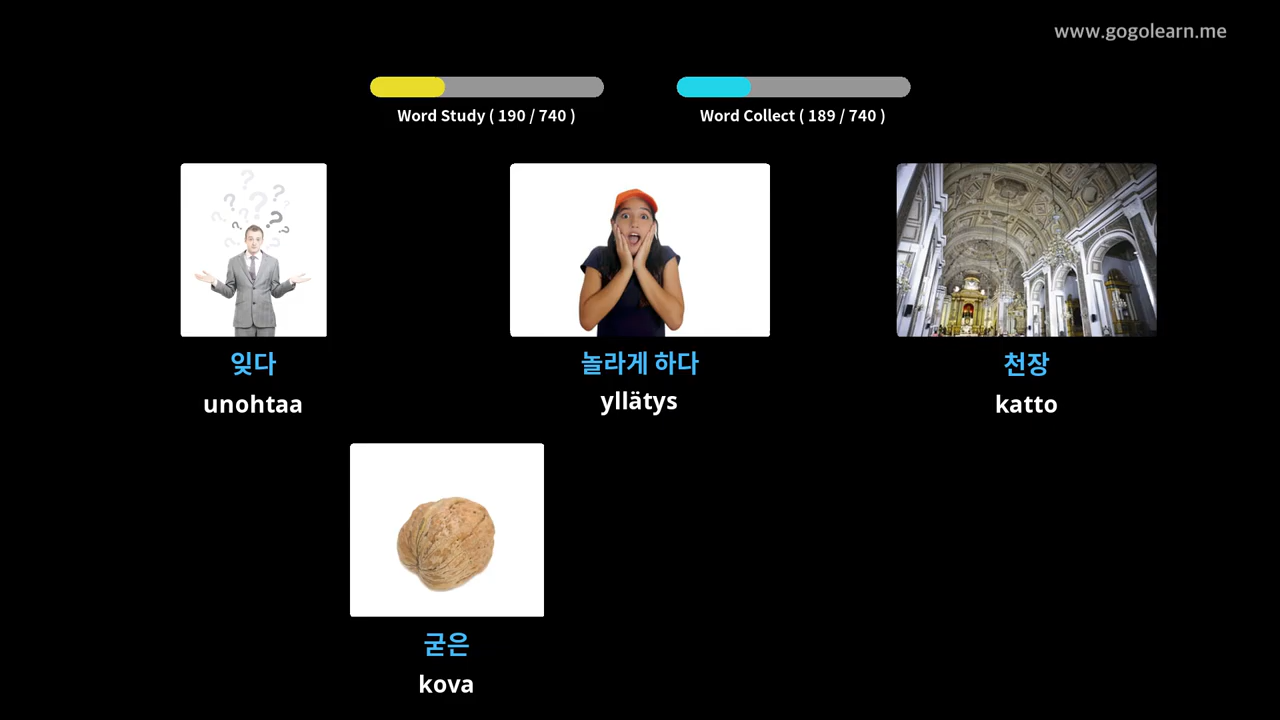 www.gogolearn.me
Word Study ( 190 / 740 )
Word Collect ( 189 / 740 )
잊다
unohtaa
놀라게 하다
yllätys
천장
katto
굳은
kova